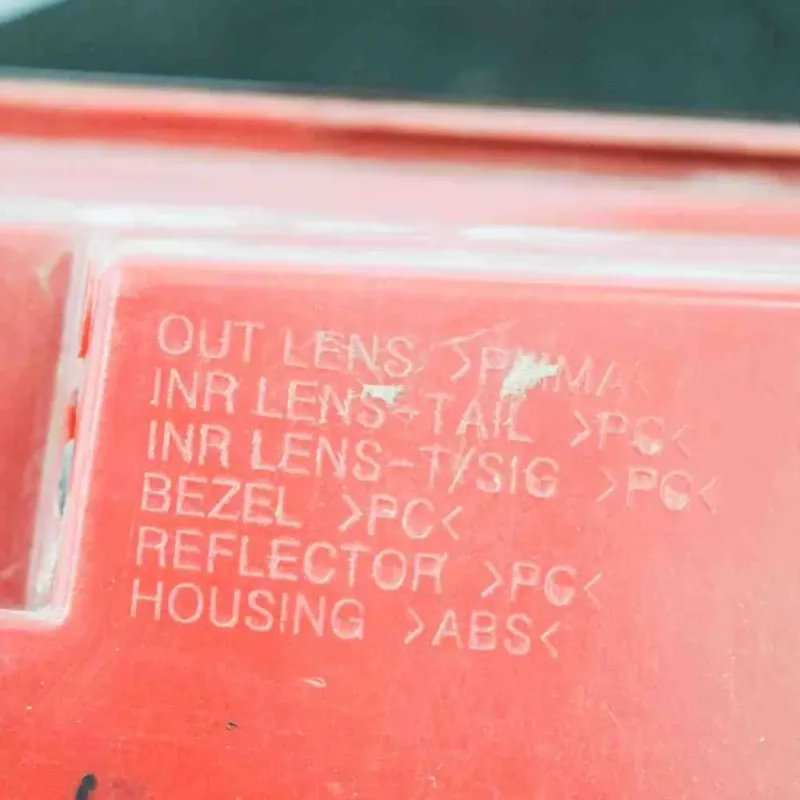 OUT LENS >PMMA<
INR LENS-TAIL >PC<
INR LENS-T/SIG >PC<
BEZEL >PC<
REFLECTOR >PC<
HOUSING >ABS<